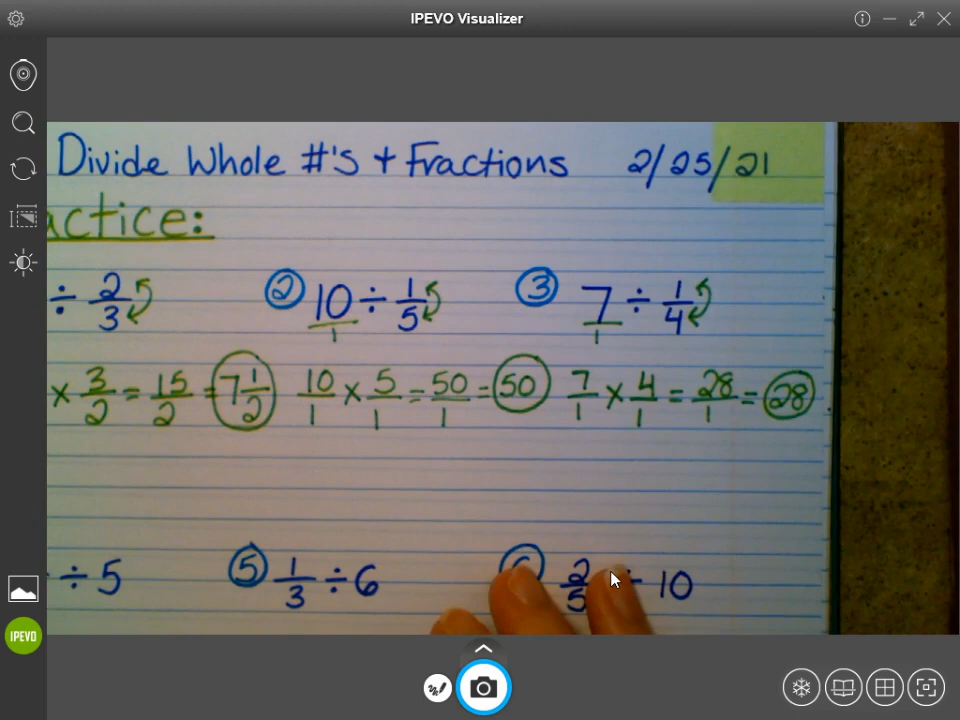 IPEVO Visualizer
Divide Whole #'s + Fractions 2/25/21
actice:
÷ 2/3 ② 10/1 ÷ 1/5 ③ 7/1 ÷ 1/4
× 3/2 = 15/2 = 7 1/2 10/1 × 5/1 = 50/1 = 50 7/1 × 4/1 = 28/1 = 28
÷ 5 ⑤ 1/3 ÷ 6 2/5 ÷ 10
IPEVO